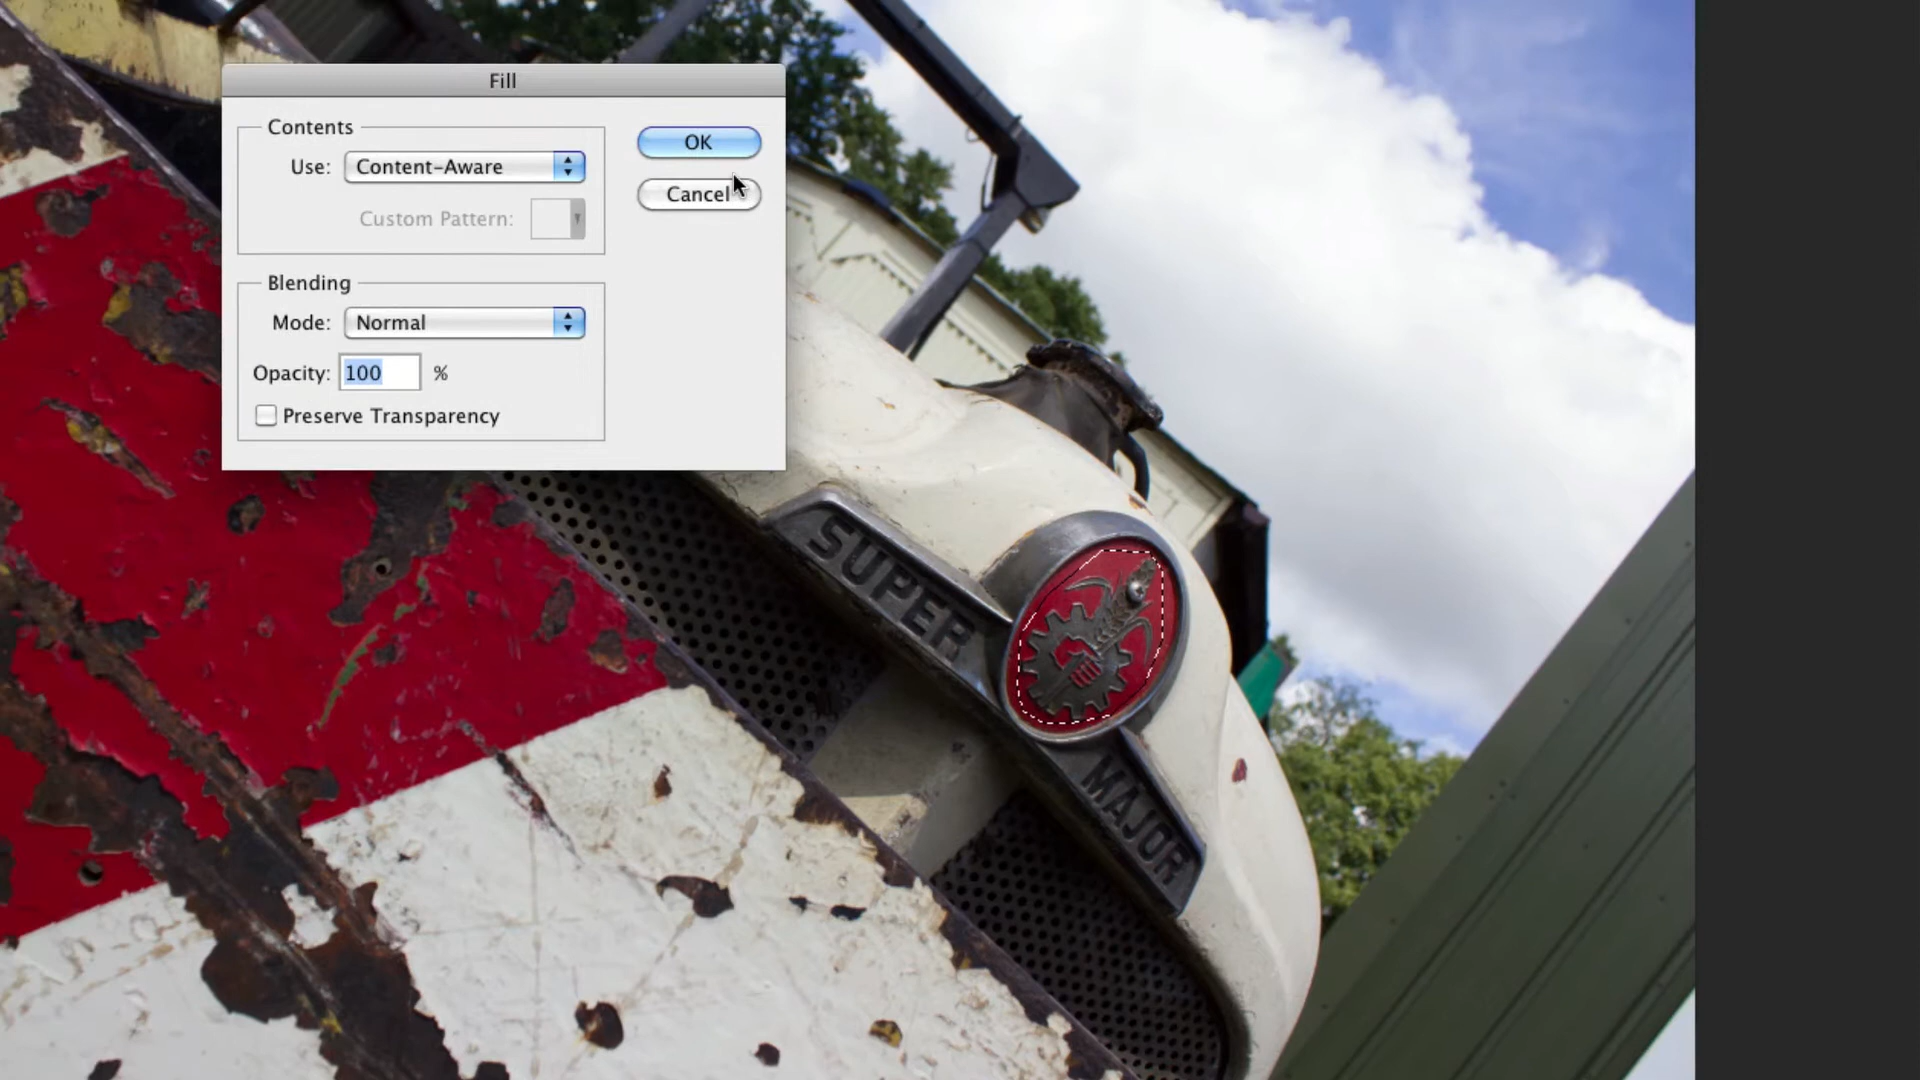 Fill
Contents
OK
Use: Content-Aware
Cancel
Custom Pattern:
Blending
Mode: Normal
Opacity: 100 %
Preserve Transparency
SUPER
MAJOR